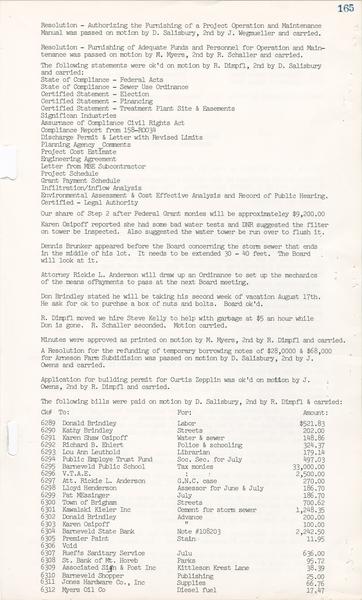 165
Resolution - Authorizing the Furnishing of a Project Operation and Maintenance
Manual was passed on motion by D. Salisbury, 2nd by J. Wegmueller and carried.
Resolution - Furnishing of Adequate Funds and Personnel for Operation and Main-
tenance was passed on motion by M. Myers, 2nd by R. Schaller and carried.
The following statements were ok'd on motion by R. Dimpfl, 2nd by D. Salisbury
and carried:
State of Compliance - Federal Acts
State of Compliance - Sewer Use Ordinance
Certified Statement - Election
Certified Statement - Financing
Certified Statement - Treatment Plant Site & Easements
Significan Industries
Assurnace of Compliance Civil Rights Act
Compliance Report from 158-R0034
Discharge Permit & Letter with Revised Limits
Planning Agency Comments
Project Cost Estimate
Engineering Agreement
Letter from MBE Subcontractor
Project Schedule
Grant Payment Schedule
Infiltration/inflow Analysis
Environmental Assessment & Cost Effective Analysis and Record of Public Hearing.
Certified - Legal Authority
Our share of Step 2 after Federal Grant monies will be approximateley $9,200.00
Karen Osipoff reported she had some bad water tests and DNR suggested the filter
on tower be inspected. Also suggested the water tower be run over to flush it.
Dennis Brunker appeared before the Board concerning the storm sewer that ends
in the middle of his lot. It needs to be extended 30 - 40 feet. The Board
will look at it.
Attorney Rickie L. Anderson will draw up an Ordinance to set up the mechanics
of the means ofPayments to pass at the next Board meeting.
Don Brindley stated he will be taking his second week of vacation August 17th.
He ask for ok to purchase a box of nuts and bolts. Board ok'd.
R. Dimpfl moved we hire Steve Kelly to help with garbage at $5 an hour while
Don is gone. R. Schaller seconded. Motion carried.
Minutes were approved as printed on motion by M. Myers, 2nd by R. Dimpfl and carried.
A Resolution for the refunding of temporary borrowing notes of $28,0000 & $68,000
for Arneson Farm Subdidision was passed on motion by D. Salisbury, 2nd by J.
Owens and carried.
Application for building permit for Curtis Zepplin was ok'd on motion by J.
Owens, 2nd by R. Dimpfl and carried.
The following bills were paid on motion by D. Salisbury, 2nd by R. Dimpfl & carried:
Ck# To: For: Amount:
6289 Donald Brindley Labor $521.83
6290 Kathy Brindley Streets 202.00
6291 Karen Shaw Osipoff Water & sewer 148.86
6292 Richard B. Ehlert Police & schooling 324.37
6293 Lou Ann Leuthold Librarian 179.14
6294 Public Employe Trust Fund Soc. Sec. for July 497.03
6295 Barneveld Public School Tax monies 33,000.00
6296 V.T.A.E. 2,500.00
6297 Att. Rickie L. Anderson G.N.C. case 270.00
6298 Lloyd Henderson Assessor for June & July 186.70
6299 Pat Messinger July 186.70
6300 Town of Brigham Streets 700.62
6301 Kawalski Kieler Inc Cement for storm sewer 1,248.35
6302 Donald Brindley Advance 200.00
6303 Karen Osipoff " 100.00
6304 Barneveld State Bank Note #108203 2,242.50
6305 Premier Paint Stain 11.95
6306 Void
6307 Ruef's Sanitary Service Julu 636.00
6308 St. Bank of Mt. Horeb Parks 95.72
6309 Associated Sign & Post Inc Kittleson Krest Lane 38.99
6310 Barneveld Shopper Publishing 25.00
6311 Jones Hardware Co., Inc Supplies 66.76
6312 Myers Oil Co Diesel fuel 17.47